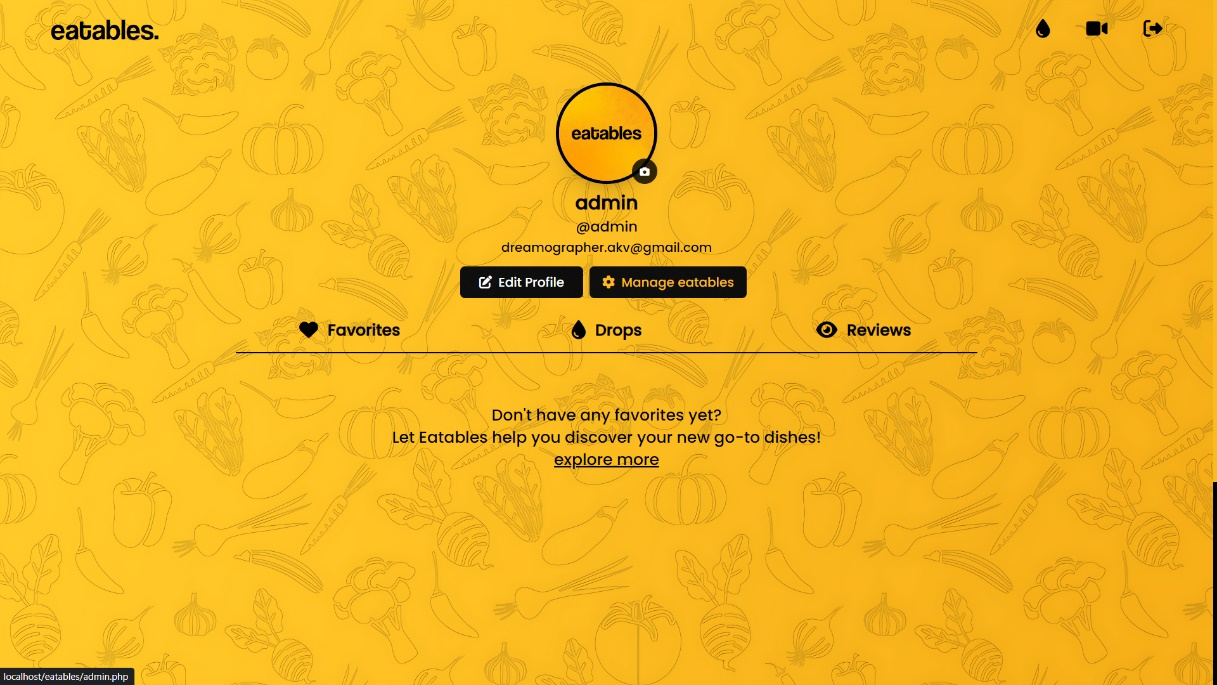 eatables.
eatables
admin
@admin
dreamographer.akv@gmail.com
Edit Profile
Manage eatables
Favorites
Drops
Reviews
Don't have any favorites yet?
Let Eatables help you discover your new go-to dishes!
explore more
localhost/eatables/admin.php